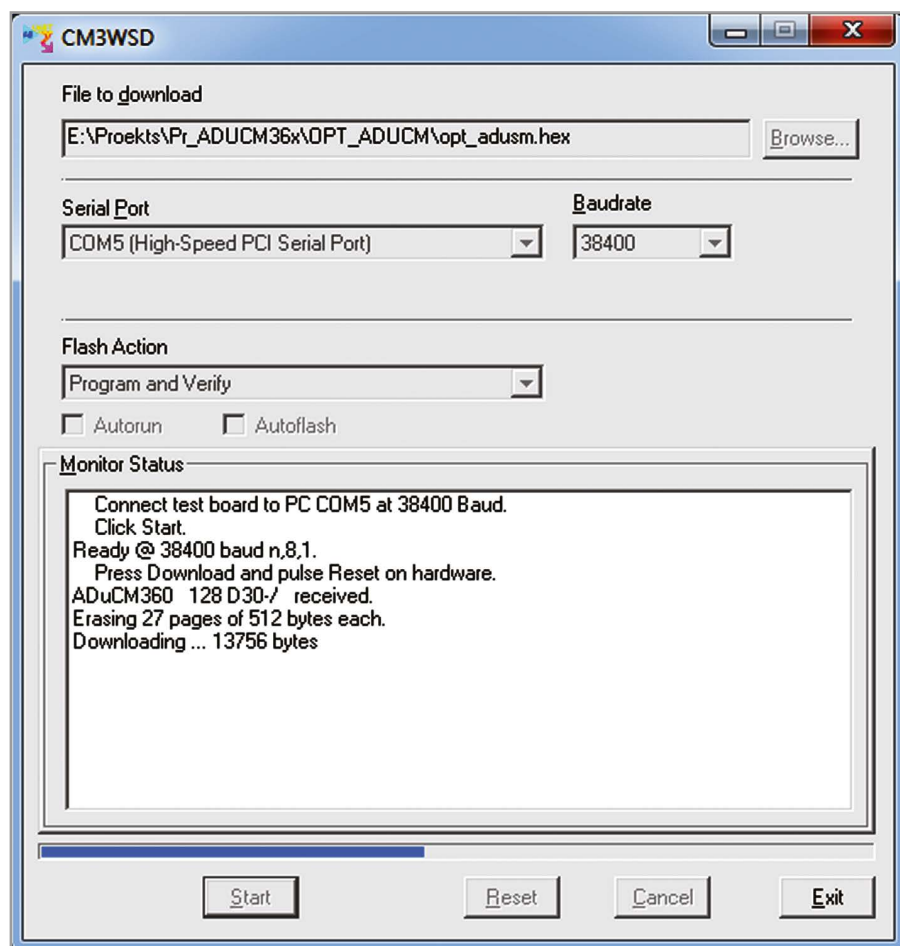 CM3WSD
File to download
E:\Proekts\Pr_ADUCM36x\OPT_ADUCM\opt_adusm.hex
Browse...
Serial Port
Baudrate
COM5 (High-Speed PCI Serial Port)
38400
Flash Action
Program and Verify
Autorun
Autoflash
Monitor Status
Connect test board to PC COM5 at 38400 Baud.
Click Start.
Ready @ 38400 baud n,8,1.
Press Download and pulse Reset on hardware.
ADuCM360   128 D30-/   received.
Erasing 27 pages of 512 bytes each.
Downloading ... 13756 bytes
Start
Reset
Cancel
Exit